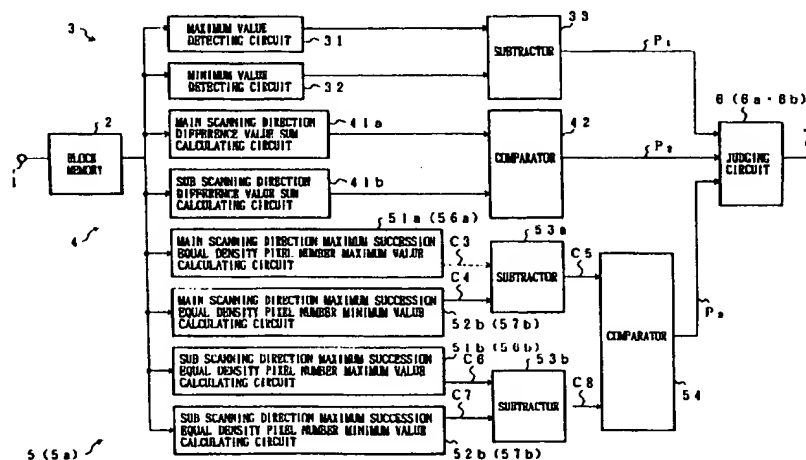 3
MAXIMUM VALUE
DETECTING CIRCUIT
31
33
SUBTRACTOR
P1
MINIMUM VALUE
DETECTING CIRCUIT
32
6 (6a·6b)
2
BLOCK
MEMORY
i
MAIN SCANNING DIRECTION
DIFFERENCE VALUE SUM
CALCULATING CIRCUIT
41a
42
COMPARATOR
P2
JUDGING
CIRCUIT
SUB SCANNING DIRECTION
DIFFERENCE VALUE SUM
CALCULATING CIRCUIT
41b
4
51a (56a)
MAIN SCANNING DIRECTION MAXIMUM SUCCESSION
EQUAL DENSITY PIXEL NUMBER MAXIMUM VALUE
CALCULATING CIRCUIT
C3
53a
SUBTRACTOR
C5
C4
MAIN SCANNING DIRECTION MAXIMUM SUCCESSION
EQUAL DENSITY PIXEL NUMBER MINIMUM VALUE
CALCULATING CIRCUIT
52b (57b)
COMPARATOR
51b (56b)
SUB SCANNING DIRECTION MAXIMUM SUCCESSION
EQUAL DENSITY PIXEL NUMBER MAXIMUM VALUE
CALCULATING CIRCUIT
C6
53b
SUBTRACTOR
C8
54
C7
SUB SCANNING DIRECTION MAXIMUM SUCCESSION
EQUAL DENSITY PIXEL NUMBER MINIMUM VALUE
CALCULATING CIRCUIT
52b (57b)
5 (5a)